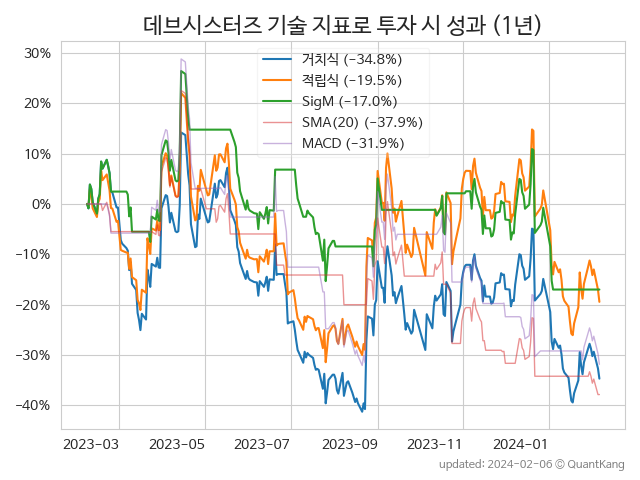 데브시스터즈 기술 지표로 투자 시 성과 (1년)
거치식 (−34.8%)
적립식 (−19.5%)
SigM (−17.0%)
SMA(20) (−37.9%)
MACD (−31.9%)
30%
20%
10%
0%
−10%
−20%
−30%
−40%
2023-03 2023-05 2023-07 2023-09 2023-11 2024-01
updated: 2024-02-06 © QuantKang